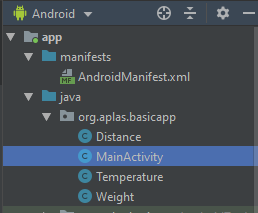 Android
app
manifests
AndroidManifest.xml
java
org.aplas.basicapp
Distance
MainActivity
Temperature
Weight